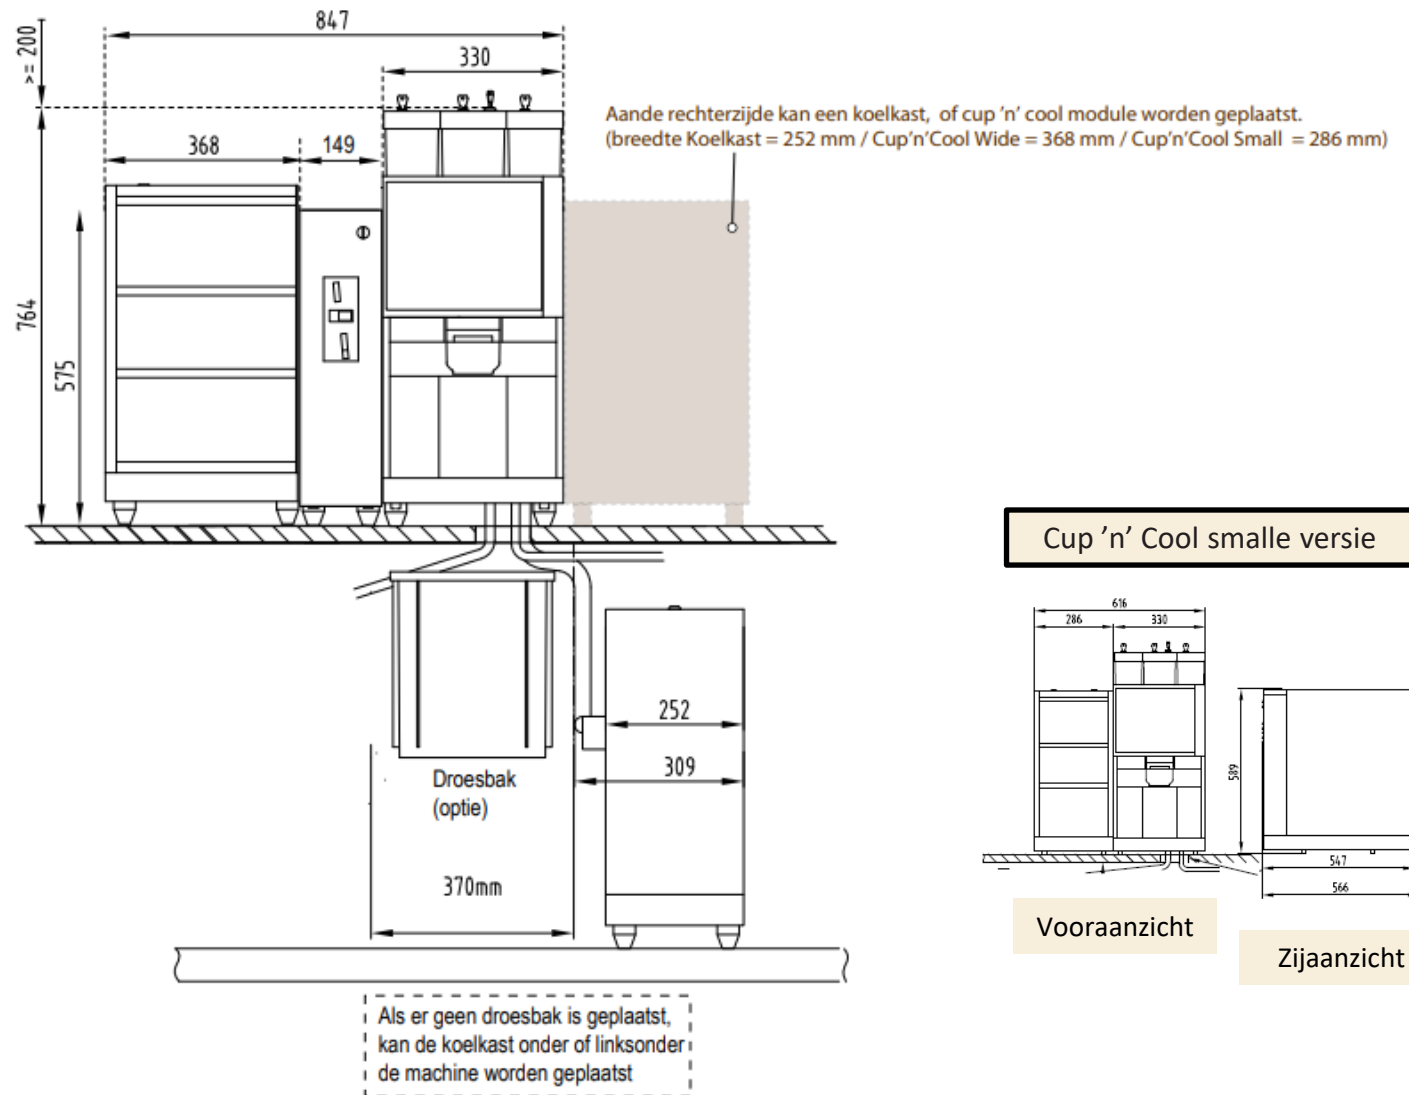 847
>= 200
330
Aande rechterzijde kan een koelkast, of cup 'n' cool module worden geplaatst.
(breedte Koelkast = 252 mm / Cup'n'Cool Wide = 368 mm / Cup'n'Cool Small = 286 mm)
368
149
764
575
Cup 'n' Cool smalle versie
616
286
330
252
309
Droesbak
(optie)
370mm
589
547
566
Vooraanzicht
Zijaanzicht
Als er geen droesbak is geplaatst,
kan de koelkast onder of linksonder
de machine worden geplaatst